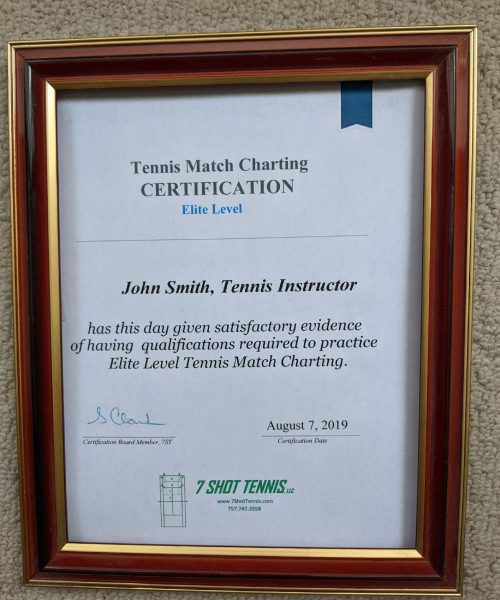 Tennis Match Charting
CERTIFICATION
Elite Level
John Smith, Tennis Instructor
has this day given satisfactory evidence
of having qualifications required to practice
Elite Level Tennis Match Charting.
S Clark
August 7, 2019
Certification Board Member, 7ST
Certification Date
7 SHOT TENNIS, LLC
www.7ShotTennis.com
757.747.3558